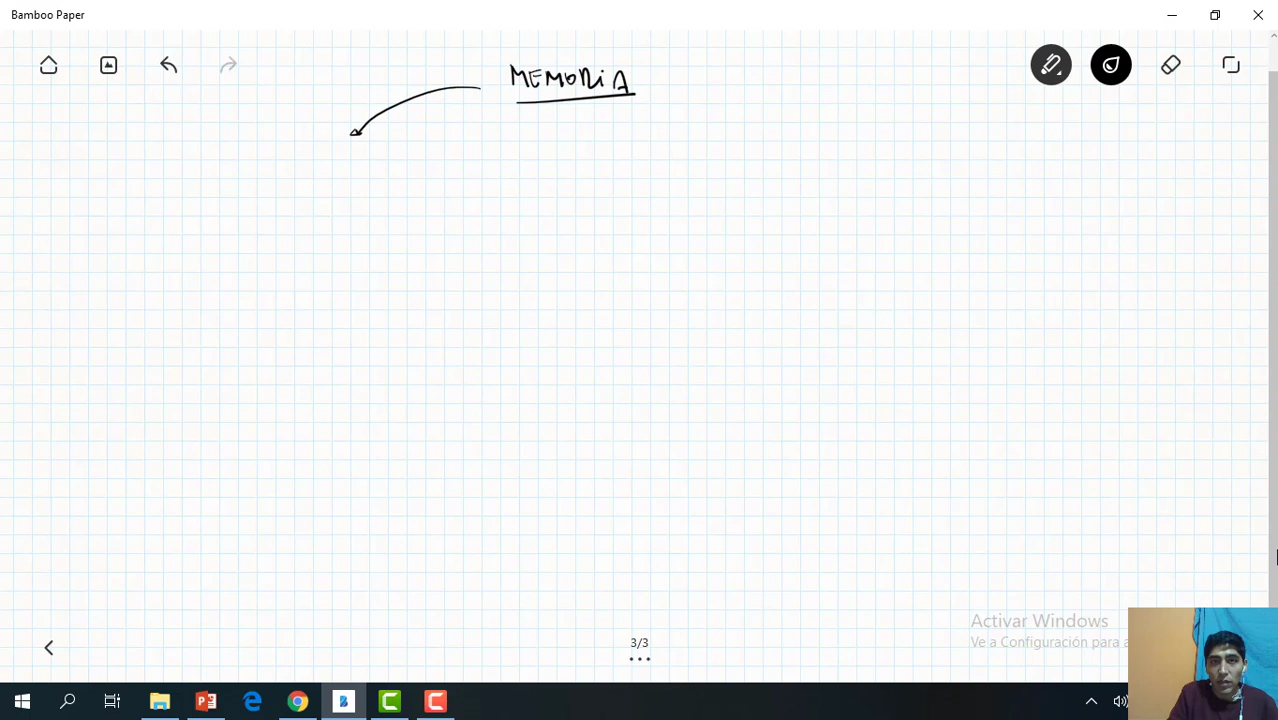 Bamboo Paper
MEMORiA
3/3
Activar Windows
Ve a Configuración para a